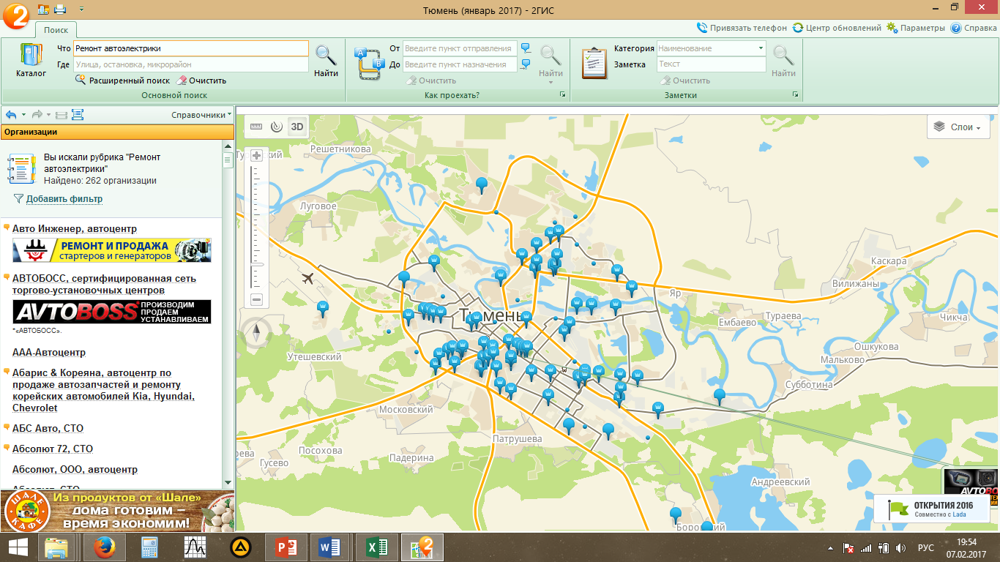 Тюмень (январь 2017) - 2ГИС
Поиск
Привязать телефон
Центр обновлений
Параметры
Справка
Каталог
Что
Ремонт автоэлектрики
Где
Улица, остановка, микрорайон
Расширенный поиск
Очистить
Найти
Основной поиск
От
Введите пункт отправления
До
Введите пункт назначения
Очистить
Найти
Как проехать?
Категория
Наименование
Заметка
Текст
Очистить
Найти
Заметки
Справочники
Организации
Вы искали рубрика "Ремонт
автоэлектрики"
Найдено: 262 организации
Добавить фильтр
Авто Инженер, автоцентр
РЕМОНТ И ПРОДАЖА
стартеров и генераторов
АВТОБОСС, сертифицированная сеть
торгово-установочных центров
AVTOBOSS*
ПРОИЗВОДИМ
ПРОДАЕМ
УСТАНАВЛИВАЕМ
*«АВТОБОСС».
ААА-Автоцентр
Абарис & Кореяна, автоцентр по
продаже автозапчастей и ремонту
корейских автомобилей Kia, Hyundai,
Chevrolet
АБС Авто, СТО
Абсолют 72, СТО
Абсолют, ООО, автоцентр
Абсолют, СТО
ШАЛЕ
КАФЕ
Из продуктов от «Шале»
дома готовим –
время экономим!
3D
Слои
Решетникова
Луговое
Каскара
Вилижаны
Яр
Тураева
Ембаево
Чикча
Тюмень
Ошкукова
Мальково
Утешевский
Субботина
Московский
Патрушева
Посохова
Падерина
Гусево
Андреевский
AVTOBO
ОТКРЫТИЯ 2016
Совместно с Lada
РУС
19:54
07.02.2017